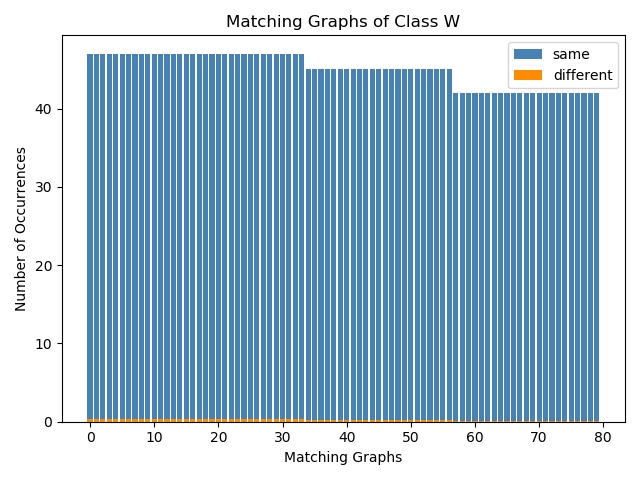 Matching Graphs of Class W
same
different
Number of Occurrences
40
30
20
10
0
0 10 20 30 40 50 60 70 80
Matching Graphs